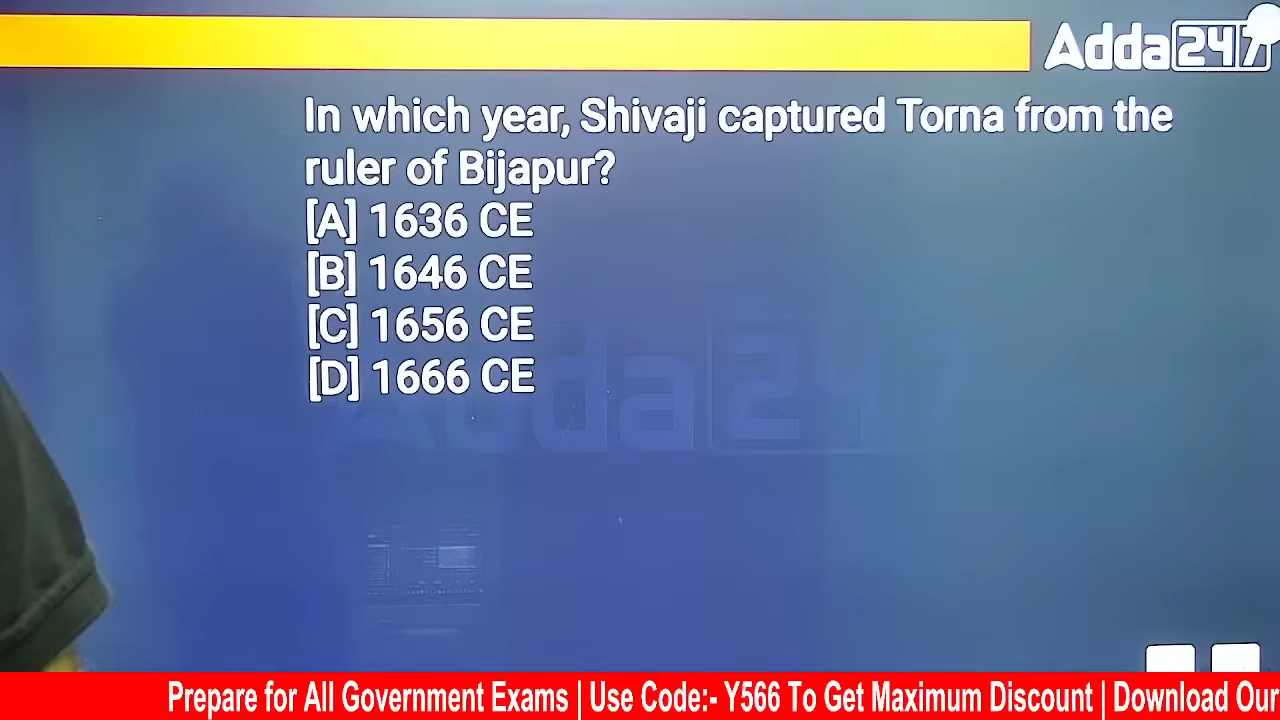 Adda247
In which year, Shivaji captured Torna from the
ruler of Bijapur?
[A] 1636 CE
[B] 1646 CE
[C] 1656 CE
[D] 1666 CE
Adda247
Prepare for All Government Exams | Use Code:- Y566 To Get Maximum Discount | Download Our